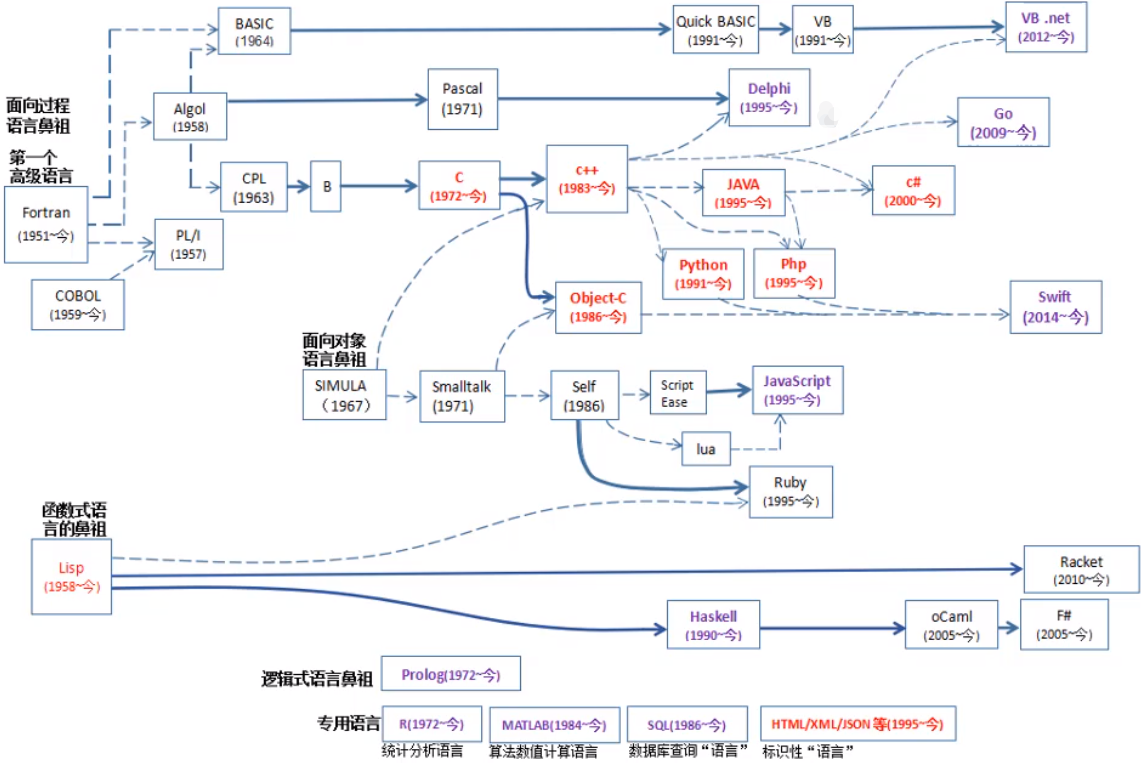 BASIC
(1964)
Quick BASIC
(1991~今)
VB
(1991~今)
VB .net
(2012~今)
面向过程
语言鼻祖
Algol
(1958)
Pascal
(1971)
Delphi
(1995~今)
Go
(2009~今)
第一个
高级语言
Fortran
(1951~今)
CPL
(1963)
B
C
(1972~今)
c++
(1983~今)
JAVA
(1995~今)
c#
(2000~今)
PL/I
(1957)
COBOL
(1959~今)
Python
(1991~今)
Php
(1995~今)
Object-C
(1986~今)
Swift
(2014~今)
面向对象
语言鼻祖
SIMULA
（1967）
Smalltalk
(1971)
Self
(1986)
Script
Ease
JavaScript
(1995~今)
lua
Ruby
(1995~今)
函数式语
言的鼻祖
Lisp
(1958~今)
Racket
(2010~今)
Haskell
(1990~今)
oCaml
(2005~今)
F#
(2005~今)
逻辑式语言鼻祖
Prolog(1972~今)
专用语言
R(1972~今)
MATLAB(1984~今)
SQL(1986~今)
HTML/XML/JSON 等(1995~今)
统计分析语言
算法数值计算语言
数据库查询“语言”
标识性“语言”